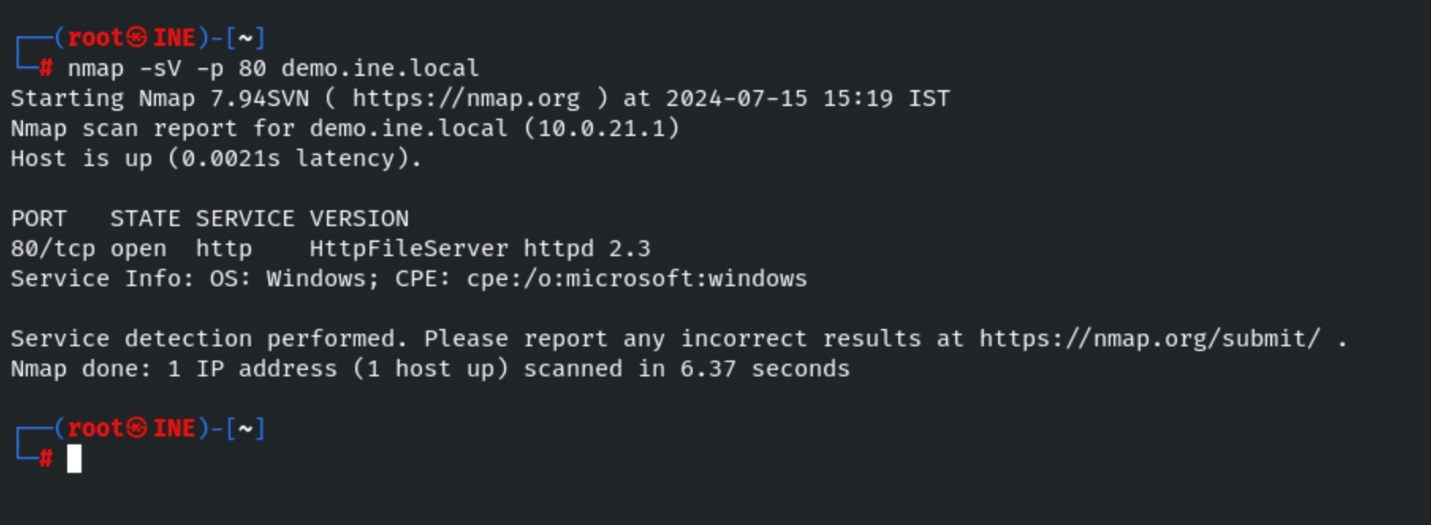 ┌──(root㉿INE)-[~]
└─# nmap -sV -p 80 demo.ine.local
Starting Nmap 7.94SVN ( https://nmap.org ) at 2024-07-15 15:19 IST
Nmap scan report for demo.ine.local (10.0.21.1)
Host is up (0.0021s latency).

PORT   STATE SERVICE VERSION
80/tcp open  http    HttpFileServer httpd 2.3
Service Info: OS: Windows; CPE: cpe:/o:microsoft:windows

Service detection performed. Please report any incorrect results at https://nmap.org/submit/ .
Nmap done: 1 IP address (1 host up) scanned in 6.37 seconds

┌──(root㉿INE)-[~]
└─#